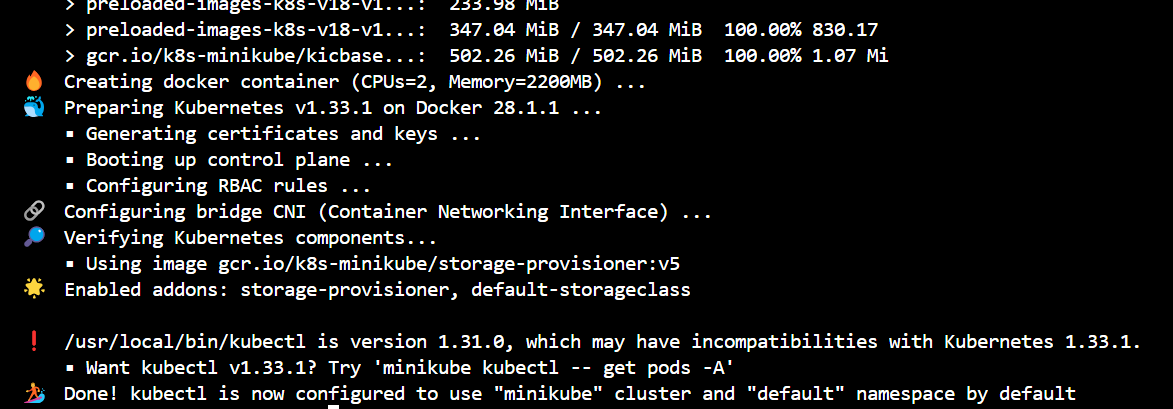 > preloaded-images-k8s-v18-v1...: 233.98 MiB
> preloaded-images-k8s-v18-v1...: 347.04 MiB / 347.04 MiB 100.00% 830.17
> gcr.io/k8s-minikube/kicbase...: 502.26 MiB / 502.26 MiB 100.00% 1.07 Mi
🔥 Creating docker container (CPUs=2, Memory=2200MB) ...
🐳 Preparing Kubernetes v1.33.1 on Docker 28.1.1 ...
▪ Generating certificates and keys ...
▪ Booting up control plane ...
▪ Configuring RBAC rules ...
🔗 Configuring bridge CNI (Container Networking Interface) ...
🔎 Verifying Kubernetes components...
▪ Using image gcr.io/k8s-minikube/storage-provisioner:v5
🌟 Enabled addons: storage-provisioner, default-storageclass
❗ /usr/local/bin/kubectl is version 1.31.0, which may have incompatibilities with Kubernetes 1.33.1.
▪ Want kubectl v1.33.1? Try 'minikube kubectl -- get pods -A'
🏄 Done! kubectl is now configured to use "minikube" cluster and "default" namespace by default